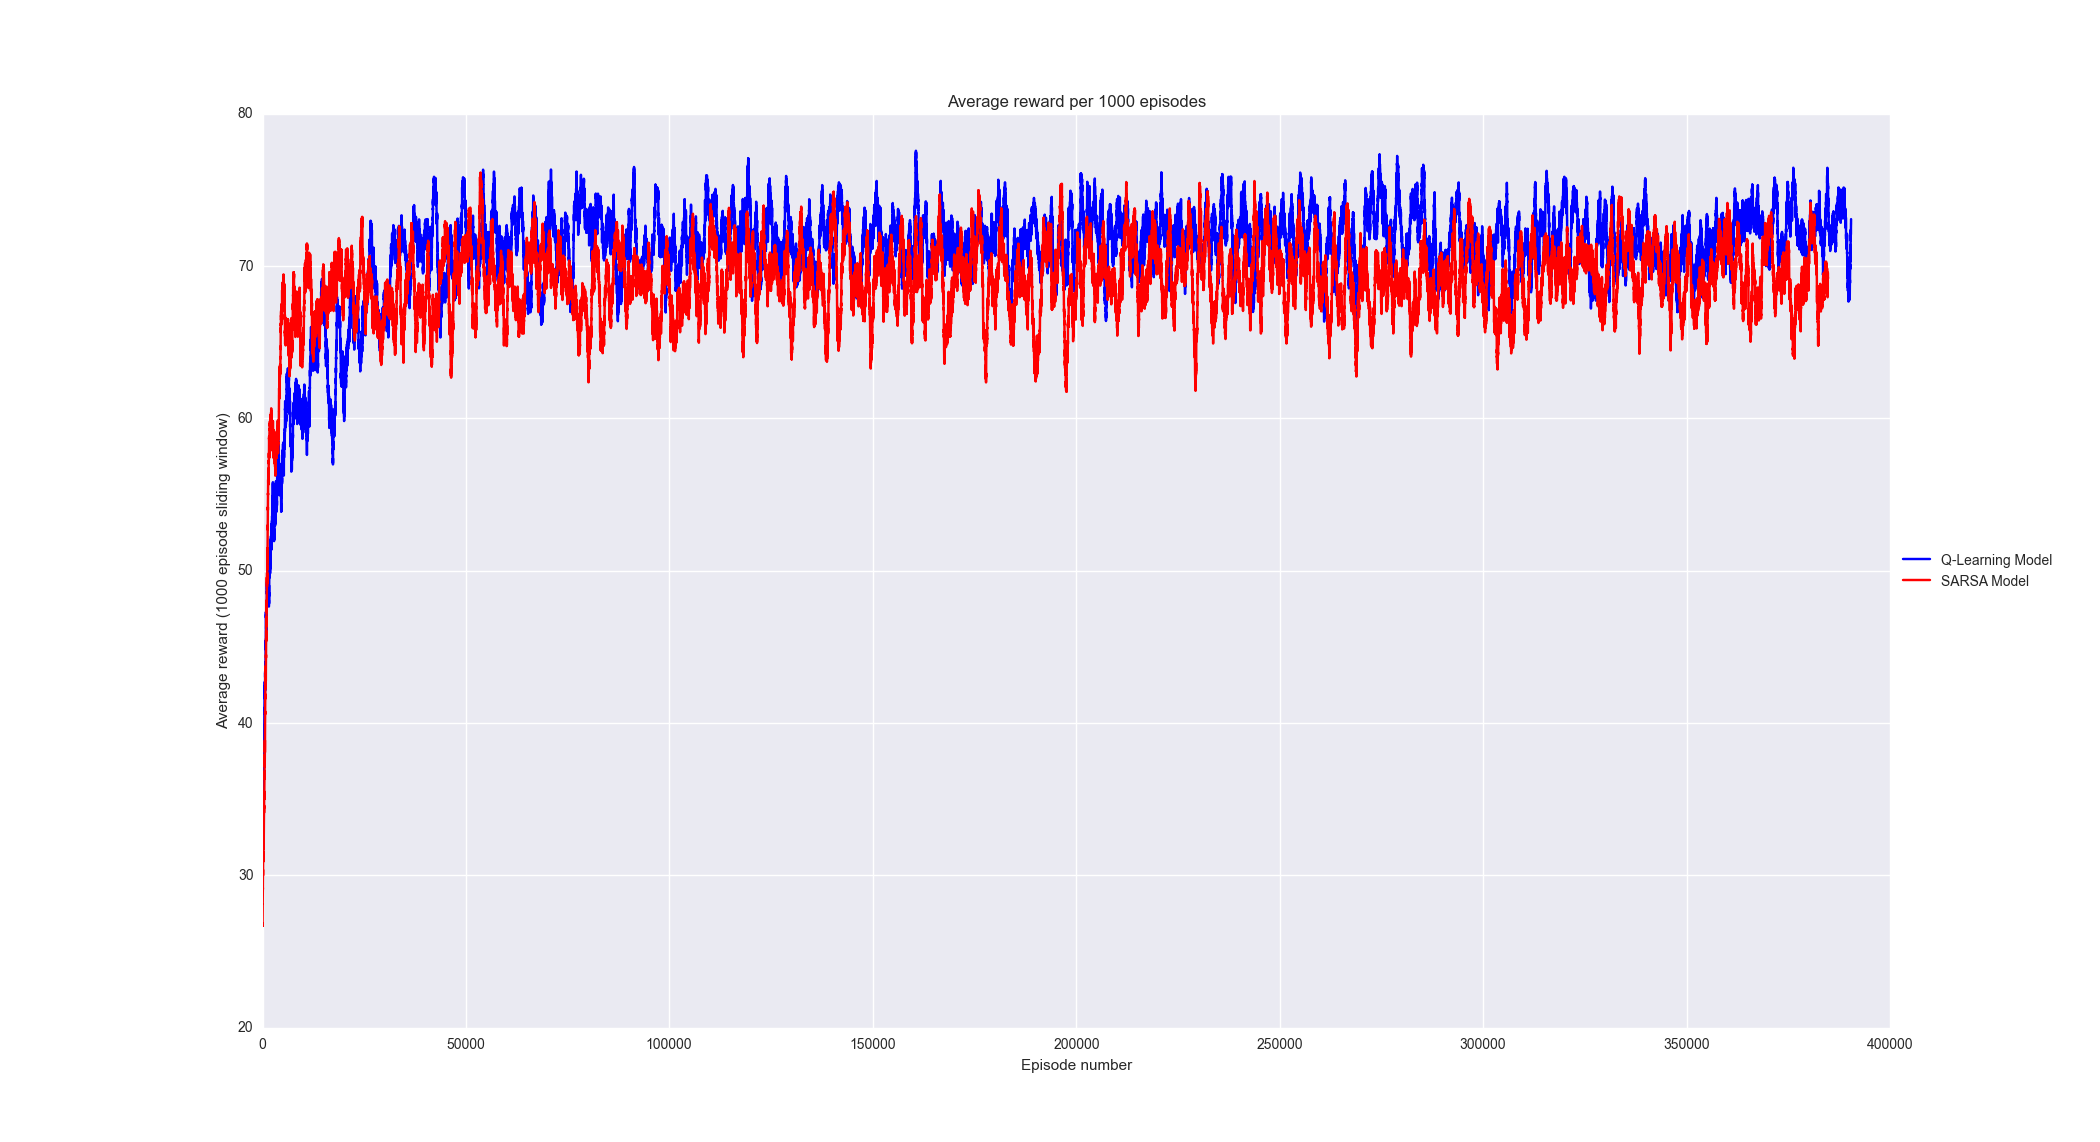 Average reward per 1000 episodes
80
70
60
50
40
30
20
Average reward (1000 episode sliding window)
0 50000 100000 150000 200000 250000 300000 350000 400000
Episode number
Q-Learning Model
SARSA Model